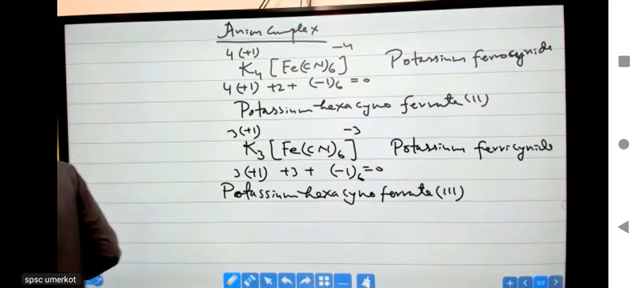 Anion complex
4(+1) -4
K4 [Fe(CN)6] Potassium ferrocynide
4(+1) +2 + (-1)6 = 0
Potassium hexacyno ferrate (II)
3(+1) -3
K3 [Fe(CN)6] Potassium ferricynide
3(+1) +3 + (-1)6 = 0
Potassium hexacyno ferrate (III)
spsc umerkot